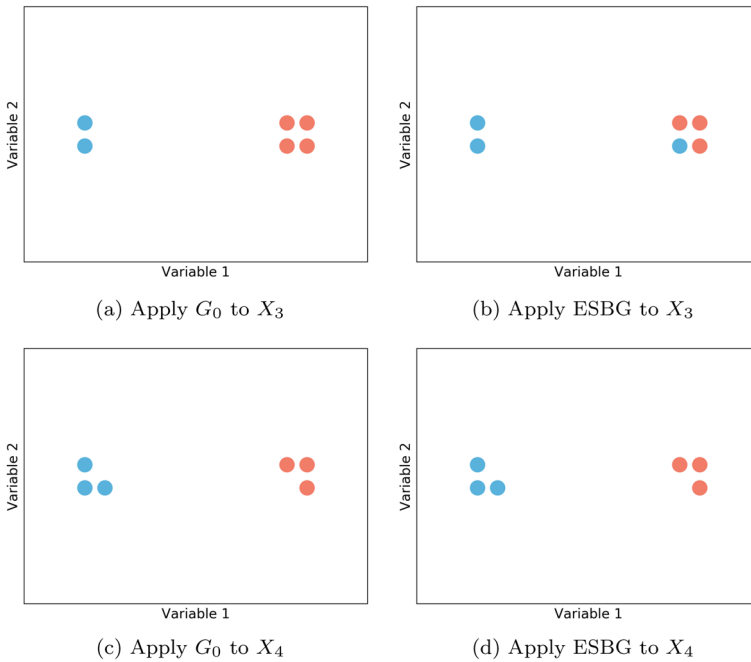 Variable 2
Variable 1
(a) Apply G₀ to X₃
Variable 2
Variable 1
(b) Apply ESBG to X₃
Variable 2
Variable 1
(c) Apply G₀ to X₄
Variable 2
Variable 1
(d) Apply ESBG to X₄